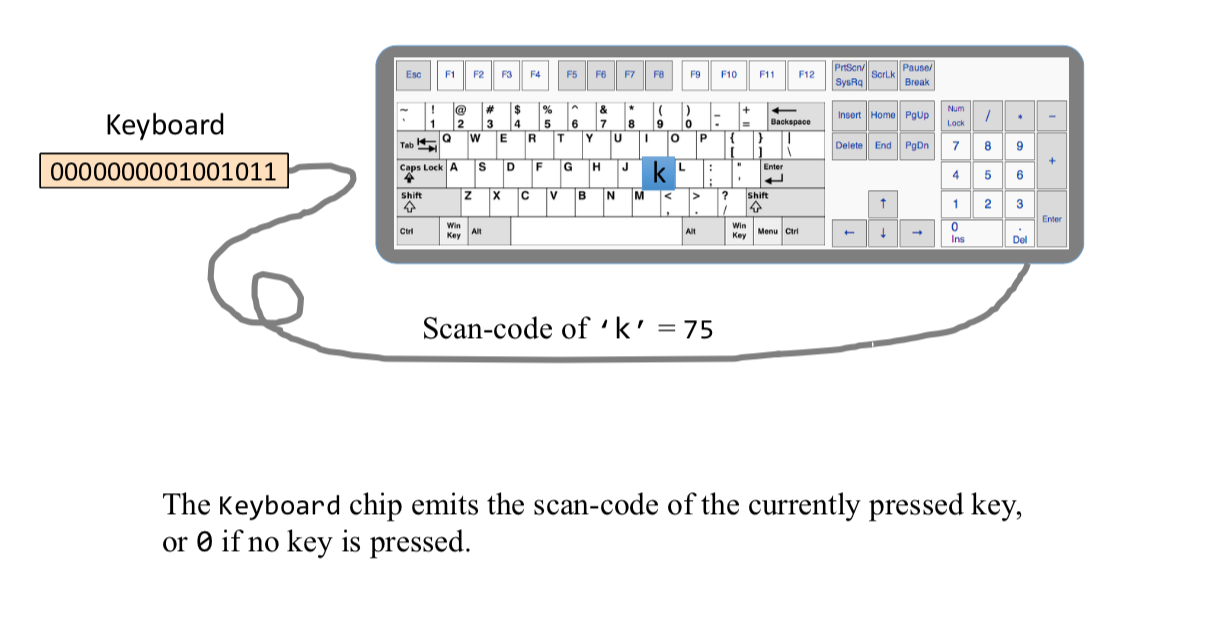 Keyboard
0000000001001011
Esc F1 F2 F3 F4 F5 F6 F7 F8 F9 F10 F11 F12 PrtScn/ SysRq ScrLk Pause/ Break
~ ` ! 1 @ 2 # 3 $ 4 % 5 ^ 6 & 7 * 8 ( 9 ) 0 _ - + = Backspace Insert Home PgUp Num Lock / * -
Tab Q W E R T Y U I O P { [ } ] | \ Delete End PgDn 7 8 9 +
Caps Lock A S D F G H J k L : ; " ' Enter 4 5 6
Shift Z X C V B N M < , > . ? / Shift ↑ 1 2 3 Enter
Ctrl Win Key Alt Alt Win Key Menu Ctrl ← ↓ → 0 Ins . Del
Scan-code of ‘k’ = 75
The Keyboard chip emits the scan-code of the currently pressed key,
or 0 if no key is pressed.